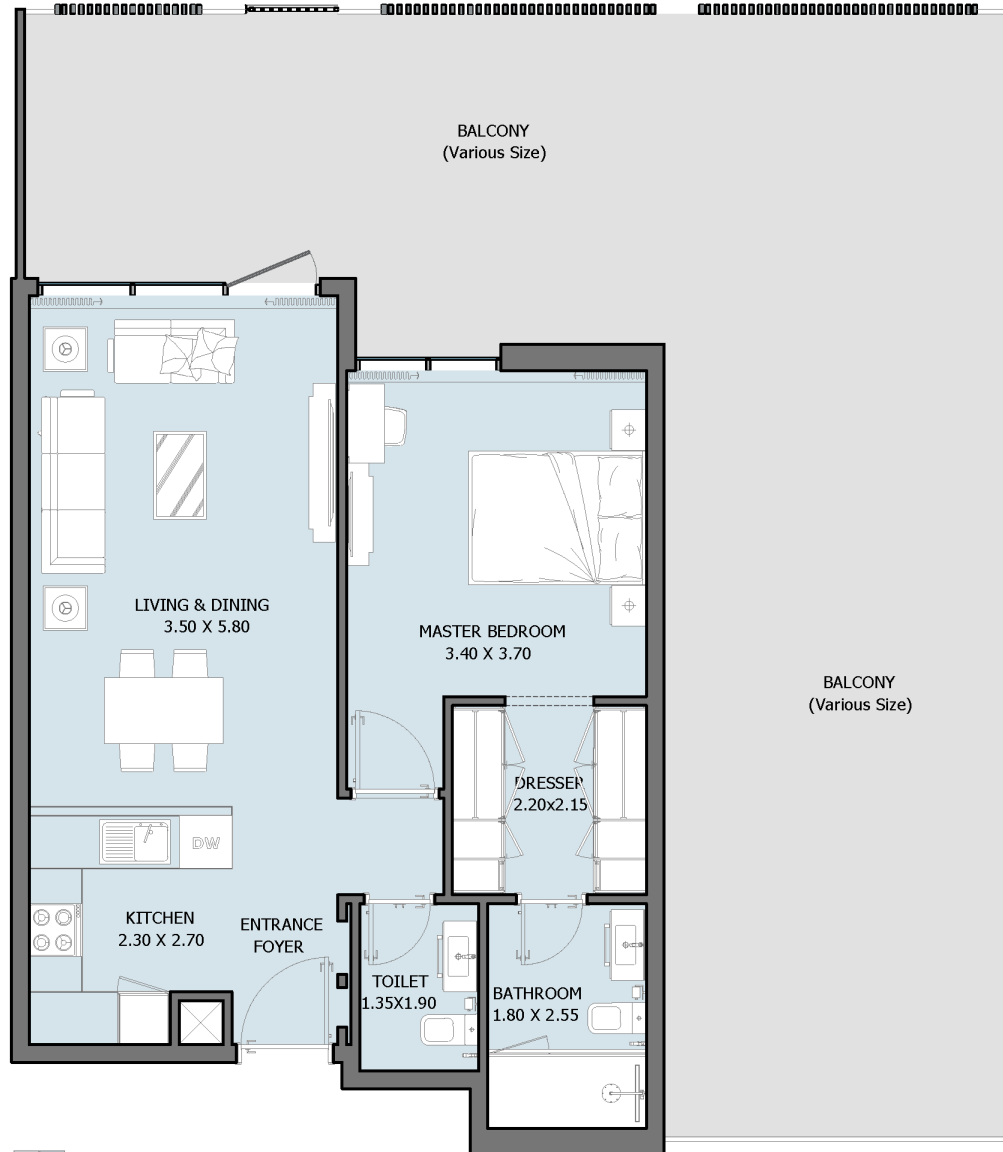 BALCONY
(Various Size)
LIVING & DINING
3.50 X 5.80
MASTER BEDROOM
3.40 X 3.70
BALCONY
(Various Size)
DRESSER
2.20x2.15
DW
KITCHEN
2.30 X 2.70
ENTRANCE
FOYER
TOILET
1.35X1.90
BATHROOM
1.80 X 2.55